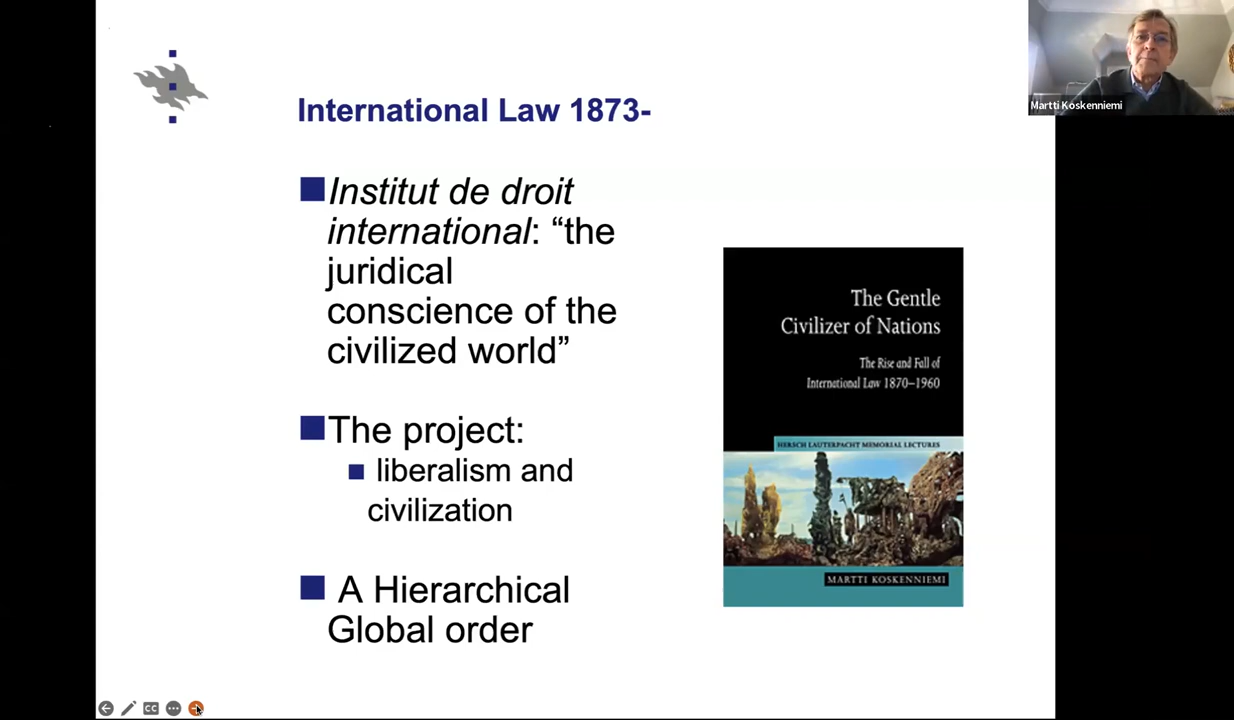 International Law 1873-
Martti Koskenniemi
Institut de droit
international: “the
juridical
conscience of the
civilized world”
The project:
liberalism and
civilization
A Hierarchical
Global order
The Gentle
Civilizer of Nations
The Rise and Fall of
International Law 1870–1960
HERSCH LAUTERPACHT MEMORIAL LECTURES
MARTTI KOSKENNIEMI
CC